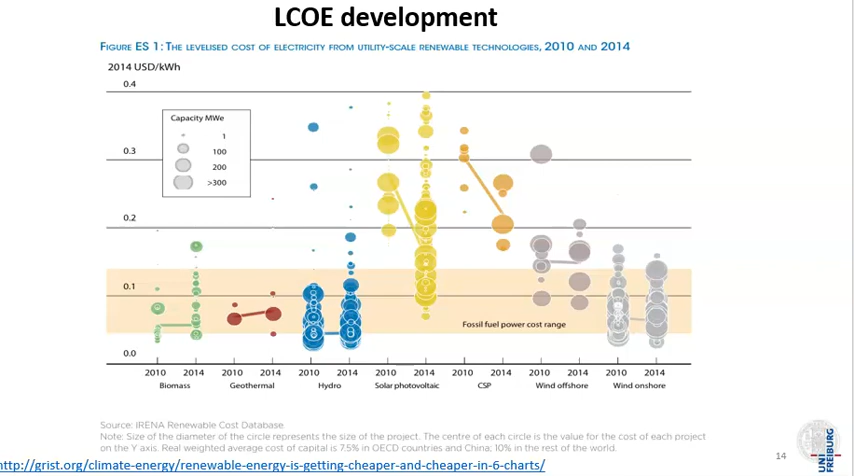 LCOE development
FIGURE ES 1: THE LEVELISED COST OF ELECTRICITY FROM UTILITY-SCALE RENEWABLE TECHNOLOGIES, 2010 AND 2014
2014 USD/kWh
0.4
Capacity MWe
1
100
200
>300
0.3
0.2
0.1
Fossil fuel power cost range
0.0
2010 2014 2010 2014 2010 2014 2010 2014 2010 2014 2010 2014 2010 2014
Biomass Geothermal Hydro Solar photovoltaic CSP Wind offshore Wind onshore
Source: IRENA Renewable Cost Database.
Note: Size of the diameter of the circle represents the size of the project. The centre of each circle is the value for the cost of each project
on the Y axis. Real weighted average cost of capital is 7.5% in OECD countries and China; 10% in the rest of the world.
http://grist.org/climate-energy/renewable-energy-is-getting-cheaper-and-cheaper-in-6-charts/
14
UNI
FREIBURG